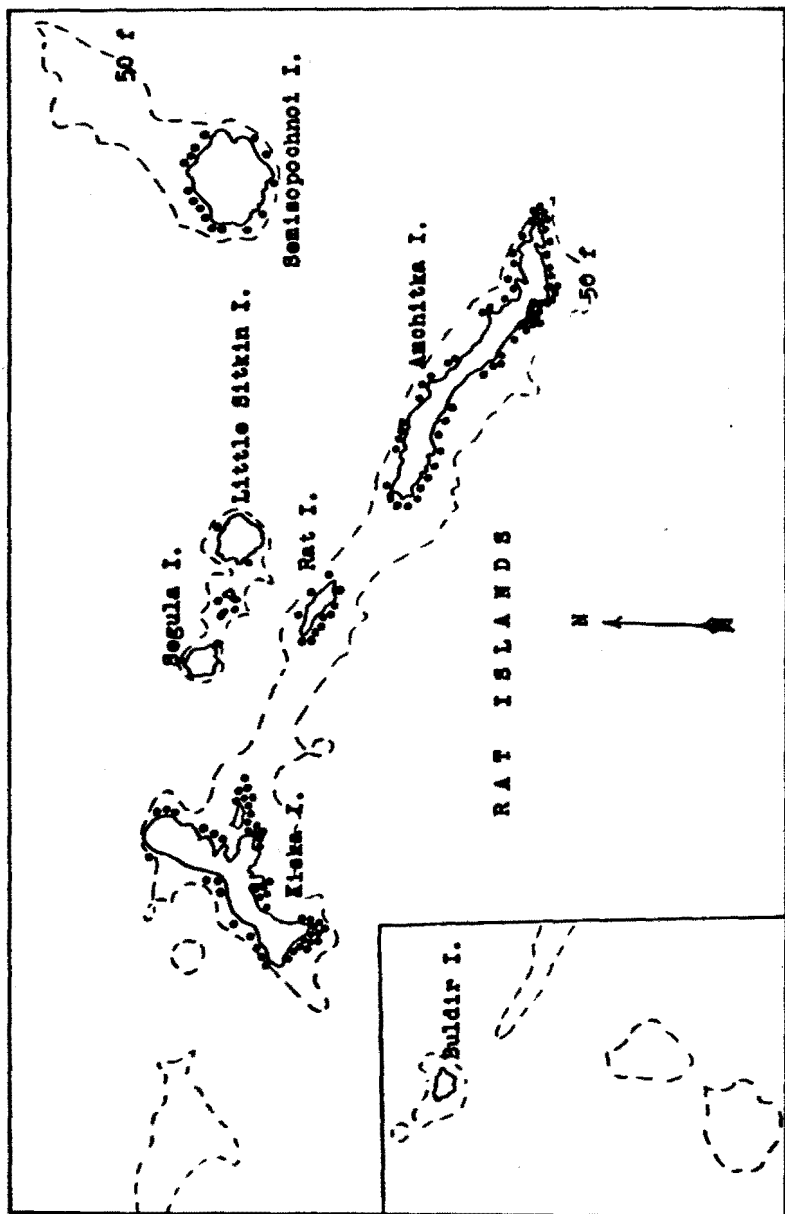 50 f
Semisopochnoi I.
Little Sitkin I.
Segula I.
Amchitka I.
50 f
Rat I.
Kiska I.
RAT ISLANDS
N
Buldir I.